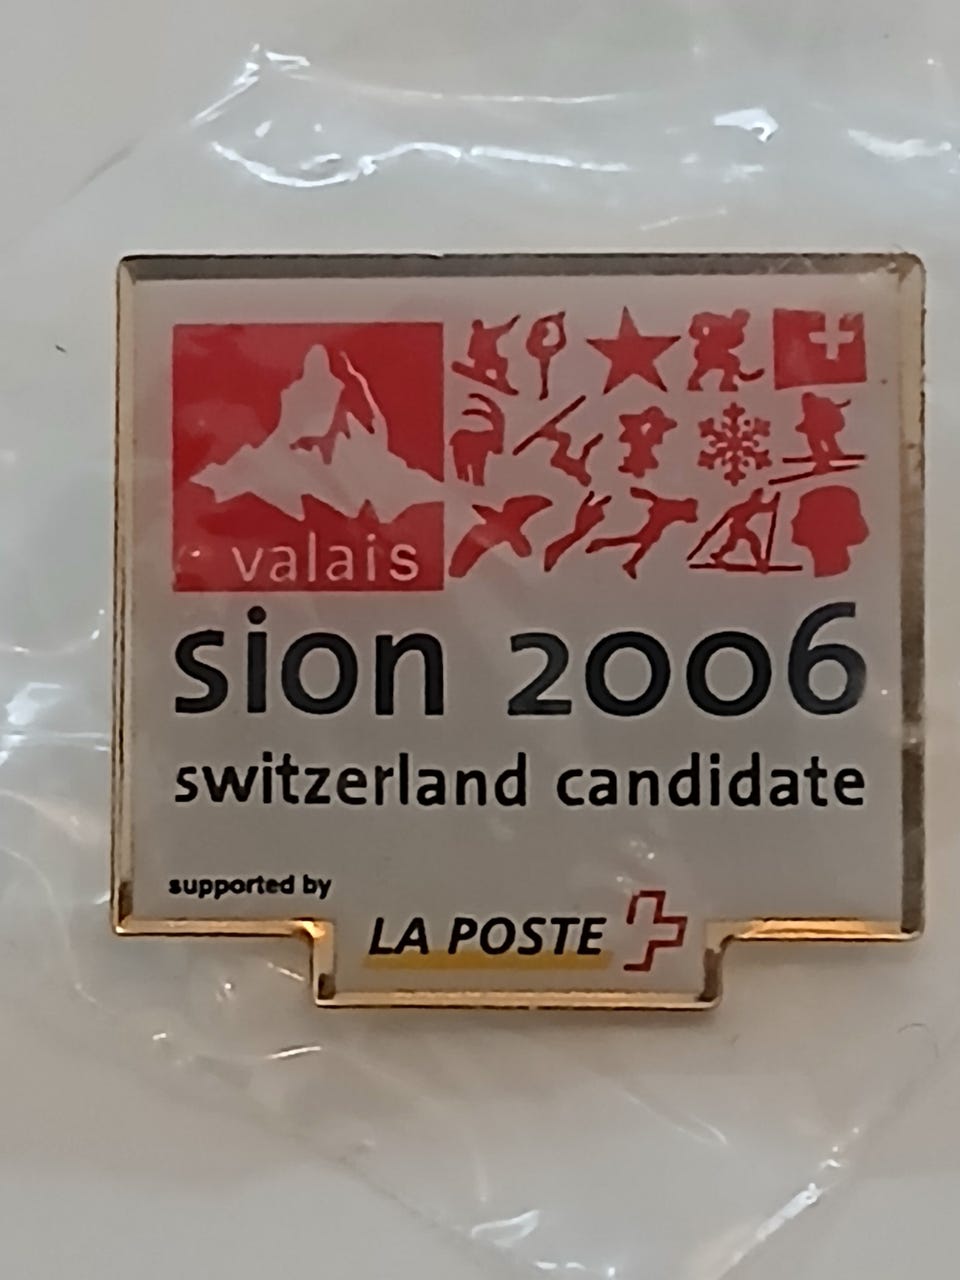 valais
sion 2006
switzerland candidate
supported by
LA POSTE